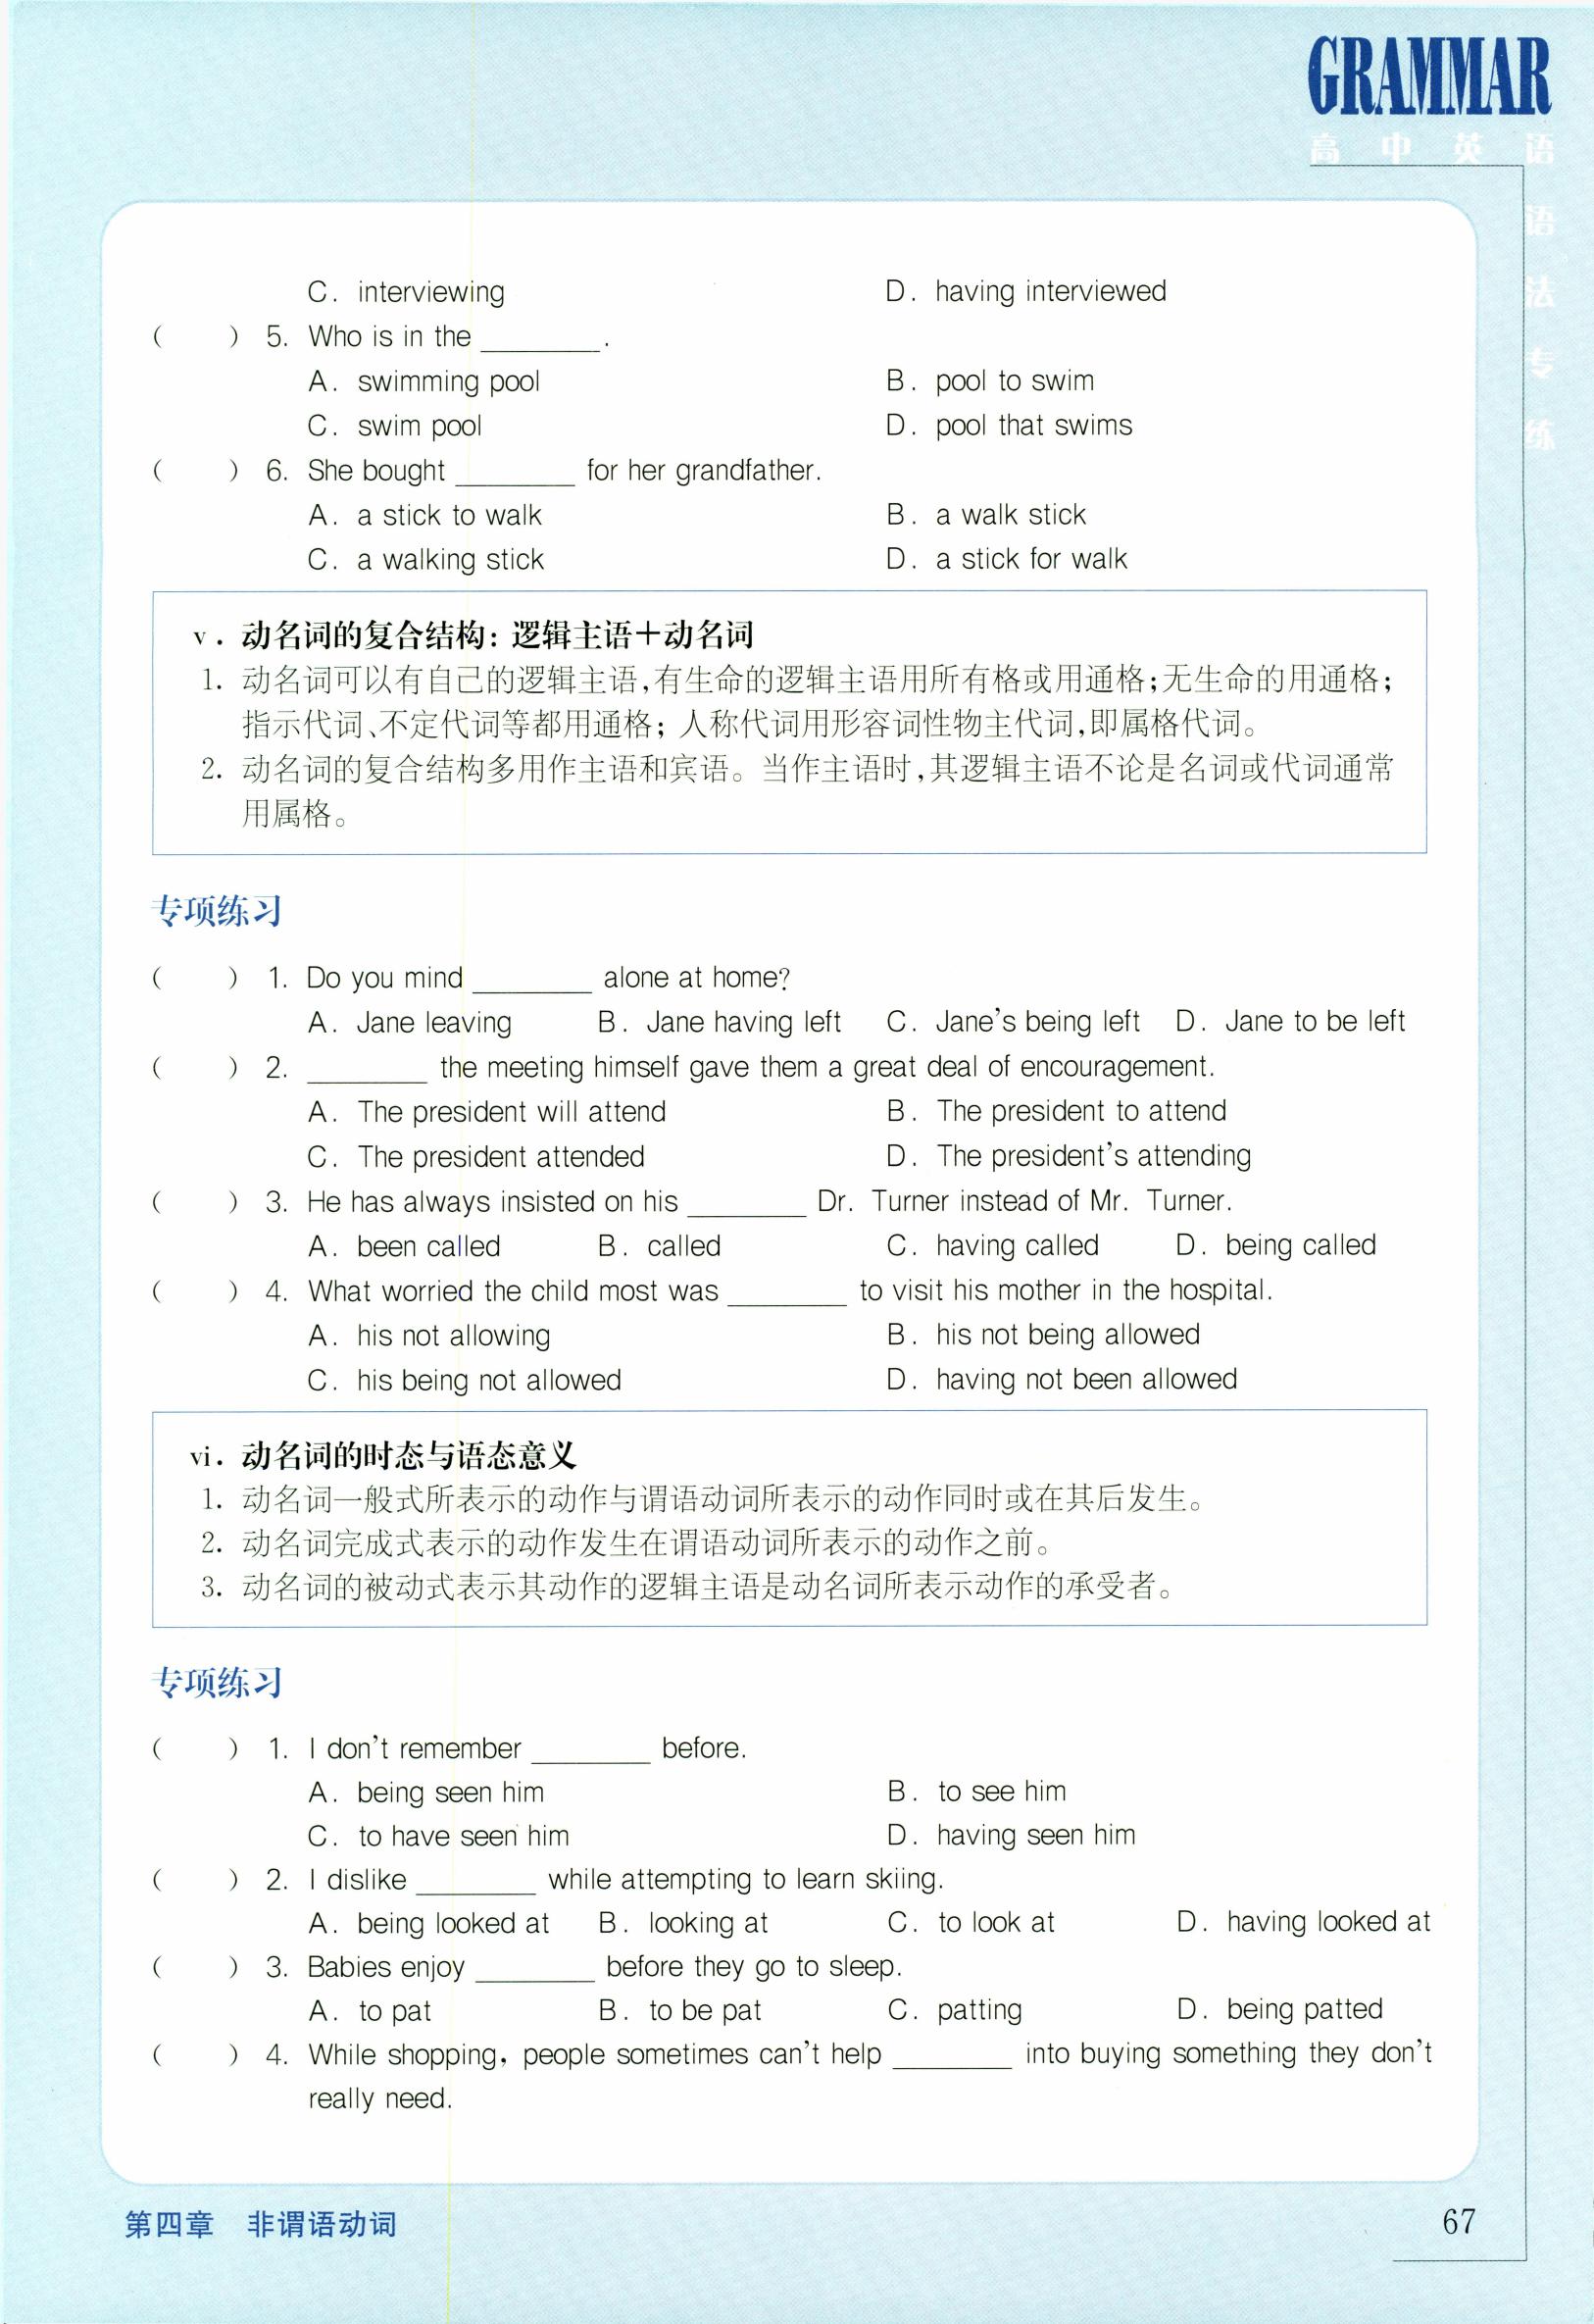 GRAMMAR
高中英语
语法专练
C. interviewing D. having interviewed
( ) 5. Who is in the ________.
A. swimming pool B. pool to swim
C. swim pool D. pool that swims
( ) 6. She bought ________ for her grandfather.
A. a stick to walk B. a walk stick
C. a walking stick D. a stick for walk
v. 动名词的复合结构: 逻辑主语+动名词
1. 动名词可以有自己的逻辑主语,有生命的逻辑主语用所有格或用通格;无生命的用通格;
指示代词、不定代词等都用通格; 人称代词用形容词性物主代词,即属格代词。
2. 动名词的复合结构多用作主语和宾语。当作主语时,其逻辑主语不论是名词或代词通常
用属格。
专项练习
( ) 1. Do you mind ________ alone at home?
A. Jane leaving B. Jane having left C. Jane's being left D. Jane to be left
( ) 2. ________ the meeting himself gave them a great deal of encouragement.
A. The president will attend B. The president to attend
C. The president attended D. The president's attending
( ) 3. He has always insisted on his ________ Dr. Turner instead of Mr. Turner.
A. been called B. called C. having called D. being called
( ) 4. What worried the child most was ________ to visit his mother in the hospital.
A. his not allowing B. his not being allowed
C. his being not allowed D. having not been allowed
vi. 动名词的时态与语态意义
1. 动名词一般式所表示的动作与谓语动词所表示的动作同时或在其后发生。
2. 动名词完成式表示的动作发生在谓语动词所表示的动作之前。
3. 动名词的被动式表示其动作的逻辑主语是动名词所表示动作的承受者。
专项练习
( ) 1. I don't remember ________ before.
A. being seen him B. to see him
C. to have seen him D. having seen him
( ) 2. I dislike ________ while attempting to learn skiing.
A. being looked at B. looking at C. to look at D. having looked at
( ) 3. Babies enjoy ________ before they go to sleep.
A. to pat B. to be pat C. patting D. being patted
( ) 4. While shopping, people sometimes can't help ________ into buying something they don't
really need.
第四章 非谓语动词
67